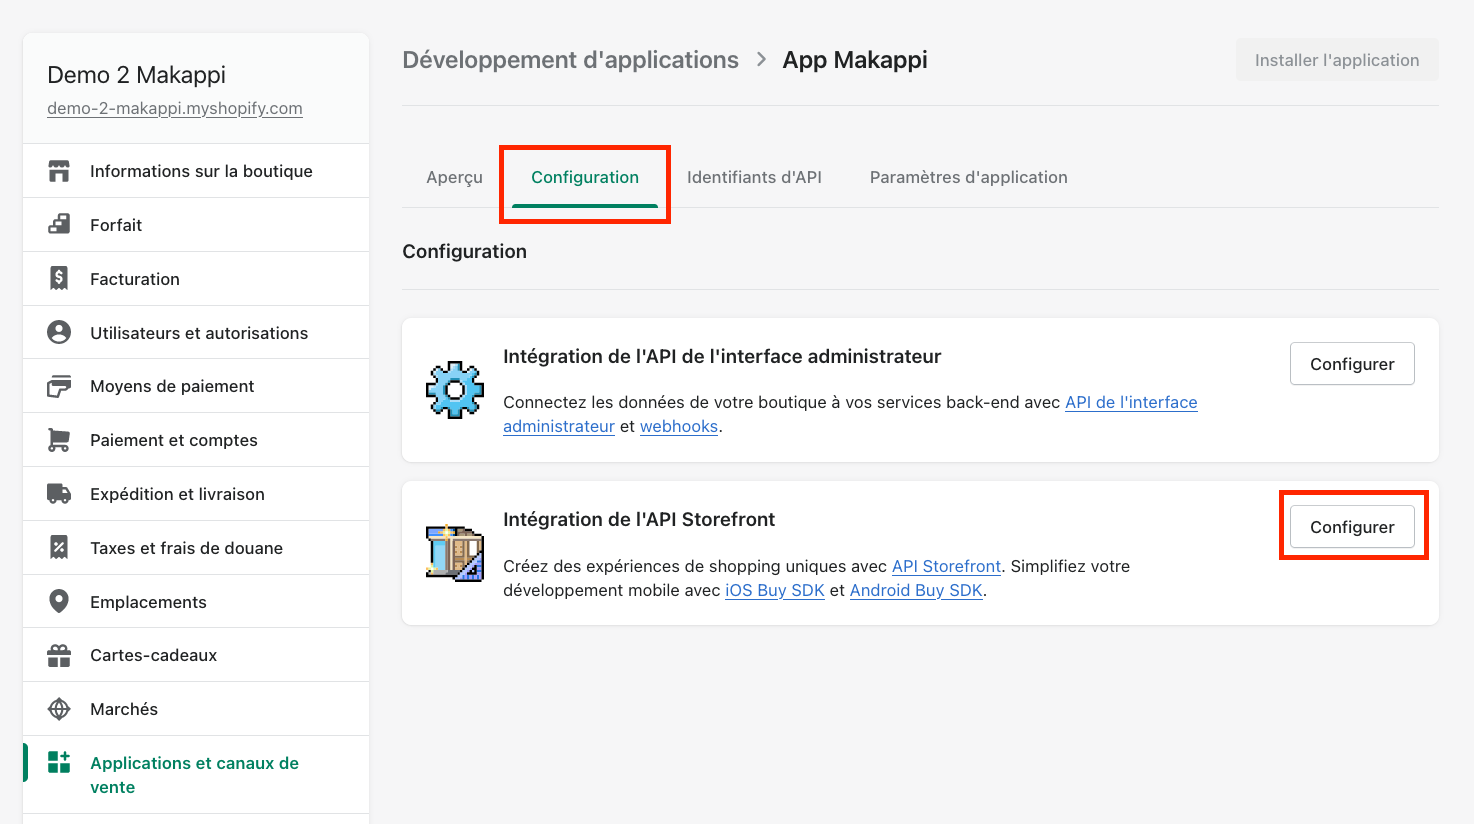 Demo 2 Makappi
demo-2-makappi.myshopify.com
Informations sur la boutique
Forfait
Facturation
Utilisateurs et autorisations
Moyens de paiement
Paiement et comptes
Expédition et livraison
Taxes et frais de douane
Emplacements
Cartes-cadeaux
Marchés
Applications et canaux de
vente
Développement d'applications > App Makappi
Installer l'application
Aperçu Configuration Identifiants d'API Paramètres d'application
Configuration
Intégration de l'API de l'interface administrateur
Configurer
Connectez les données de votre boutique à vos services back-end avec API de l'interface
administrateur et webhooks.
Intégration de l'API Storefront
Configurer
Créez des expériences de shopping uniques avec API Storefront. Simplifiez votre
développement mobile avec iOS Buy SDK et Android Buy SDK.